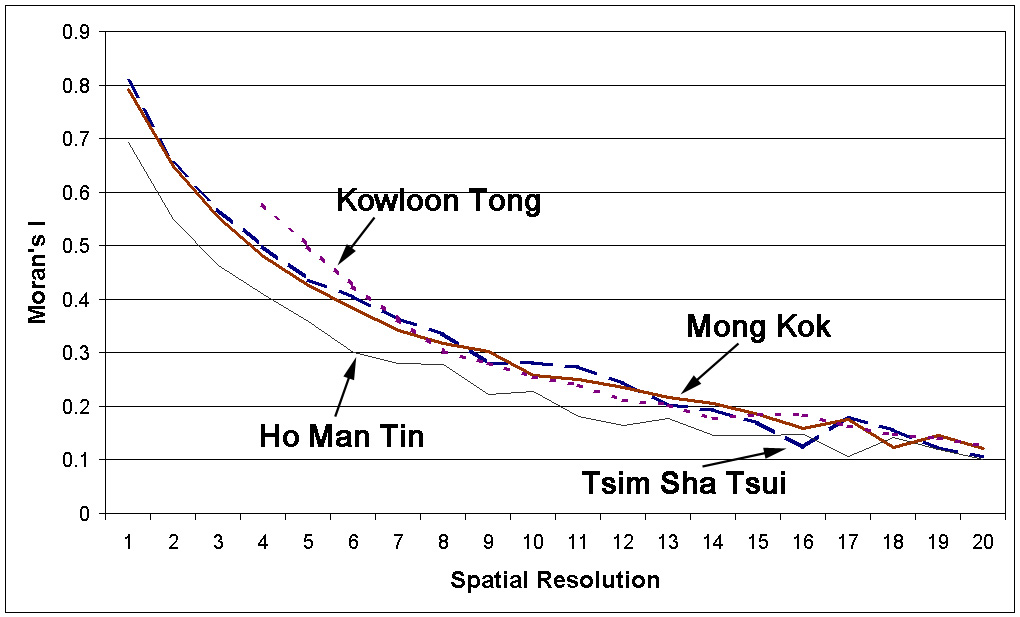 0.9
0.8
0.7
0.6
0.5
0.4
0.3
0.2
0.1
0
Moran's I
Kowloon Tong
Mong Kok
Ho Man Tin
Tsim Sha Tsui
1 2 3 4 5 6 7 8 9 10 11 12 13 14 15 16 17 18 19 20
Spatial Resolution